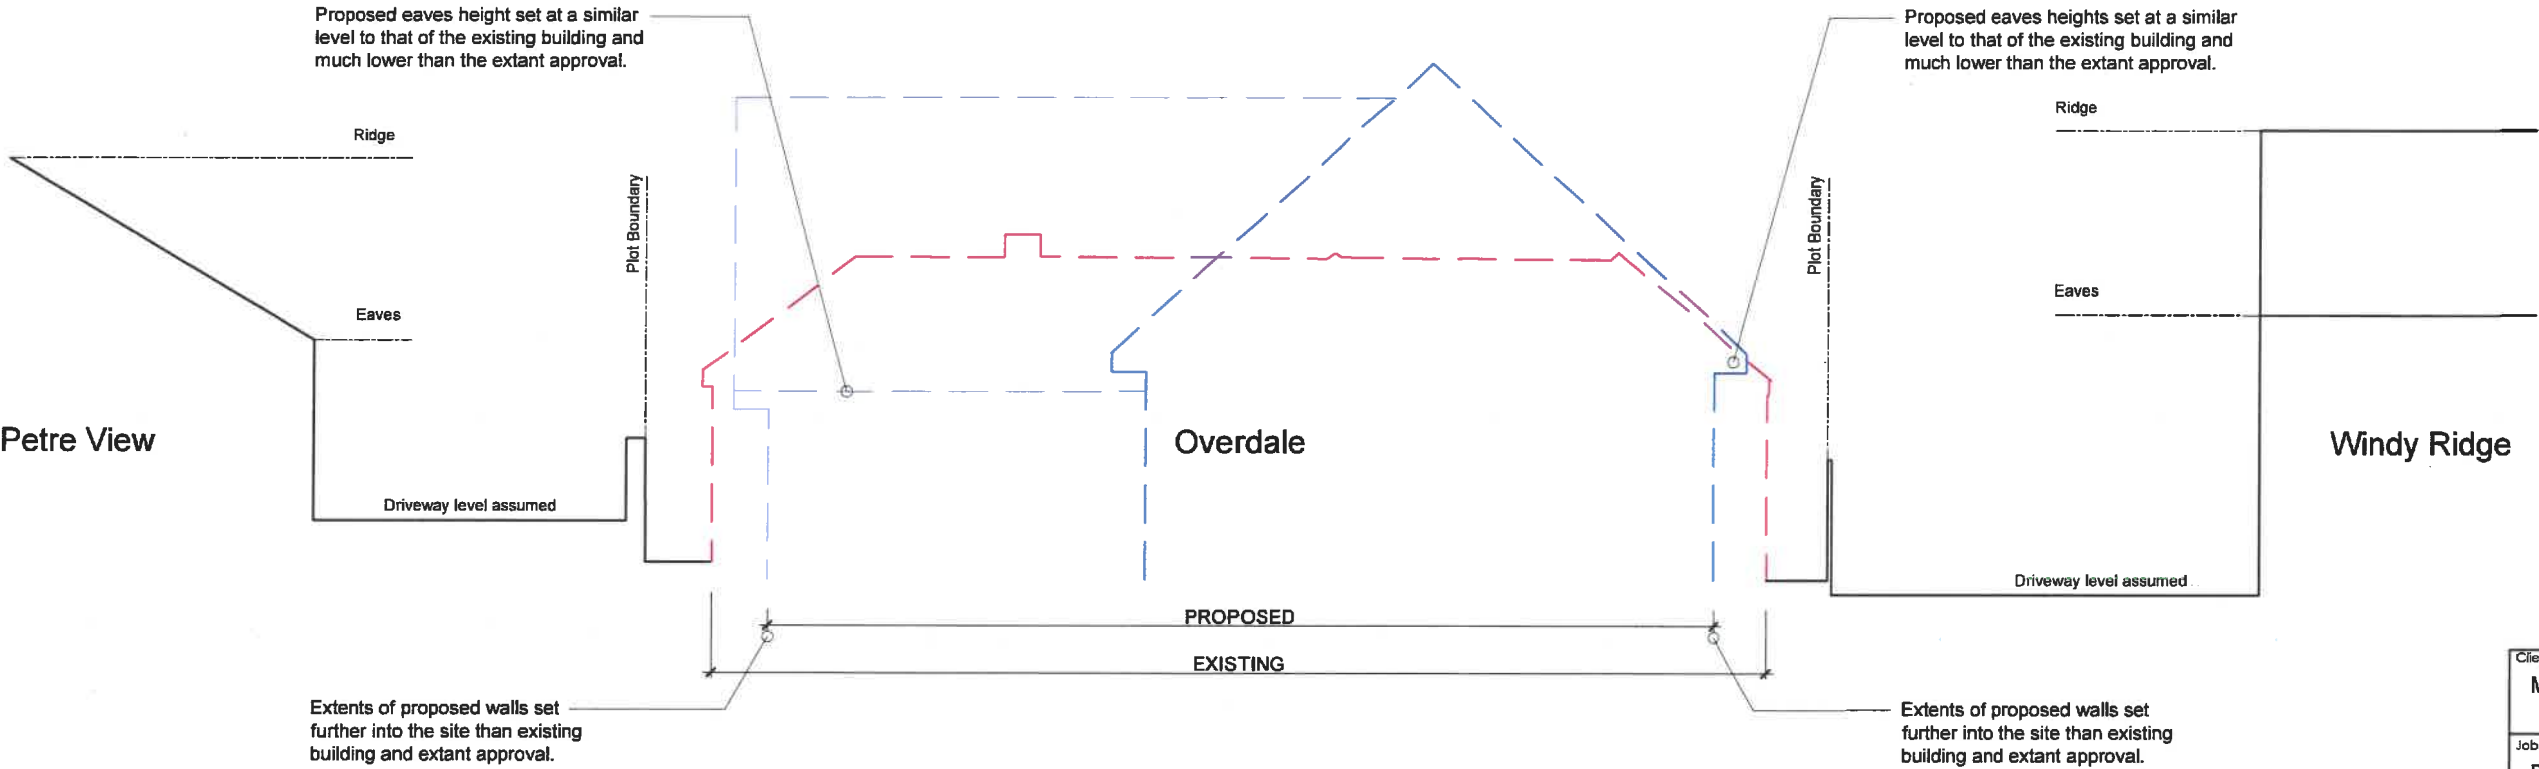 Proposed eaves height set at a similar
level to that of the existing building and
much lower than the extant approval.
Proposed eaves heights set at a similar
level to that of the existing building and
much lower than the extant approval.
Ridge
Ridge
Plot Boundary
Plot Boundary
Eaves
Eaves
Petre View
Overdale
Windy Ridge
Driveway level assumed
Driveway level assumed
PROPOSED
EXISTING
Extents of proposed walls set
further into the site than existing
building and extant approval.
Extents of proposed walls set
further into the site than existing
building and extant approval.
Job